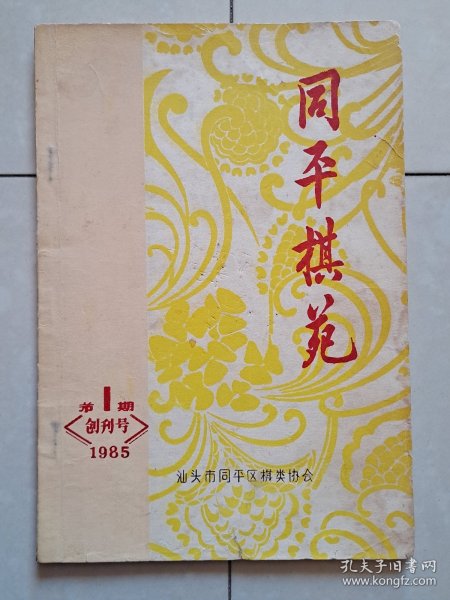 同平棋苑
第1期
〈创刊号〉
1985
汕头市同平区棋类协会
孔夫子旧书网
www.kongfz.com